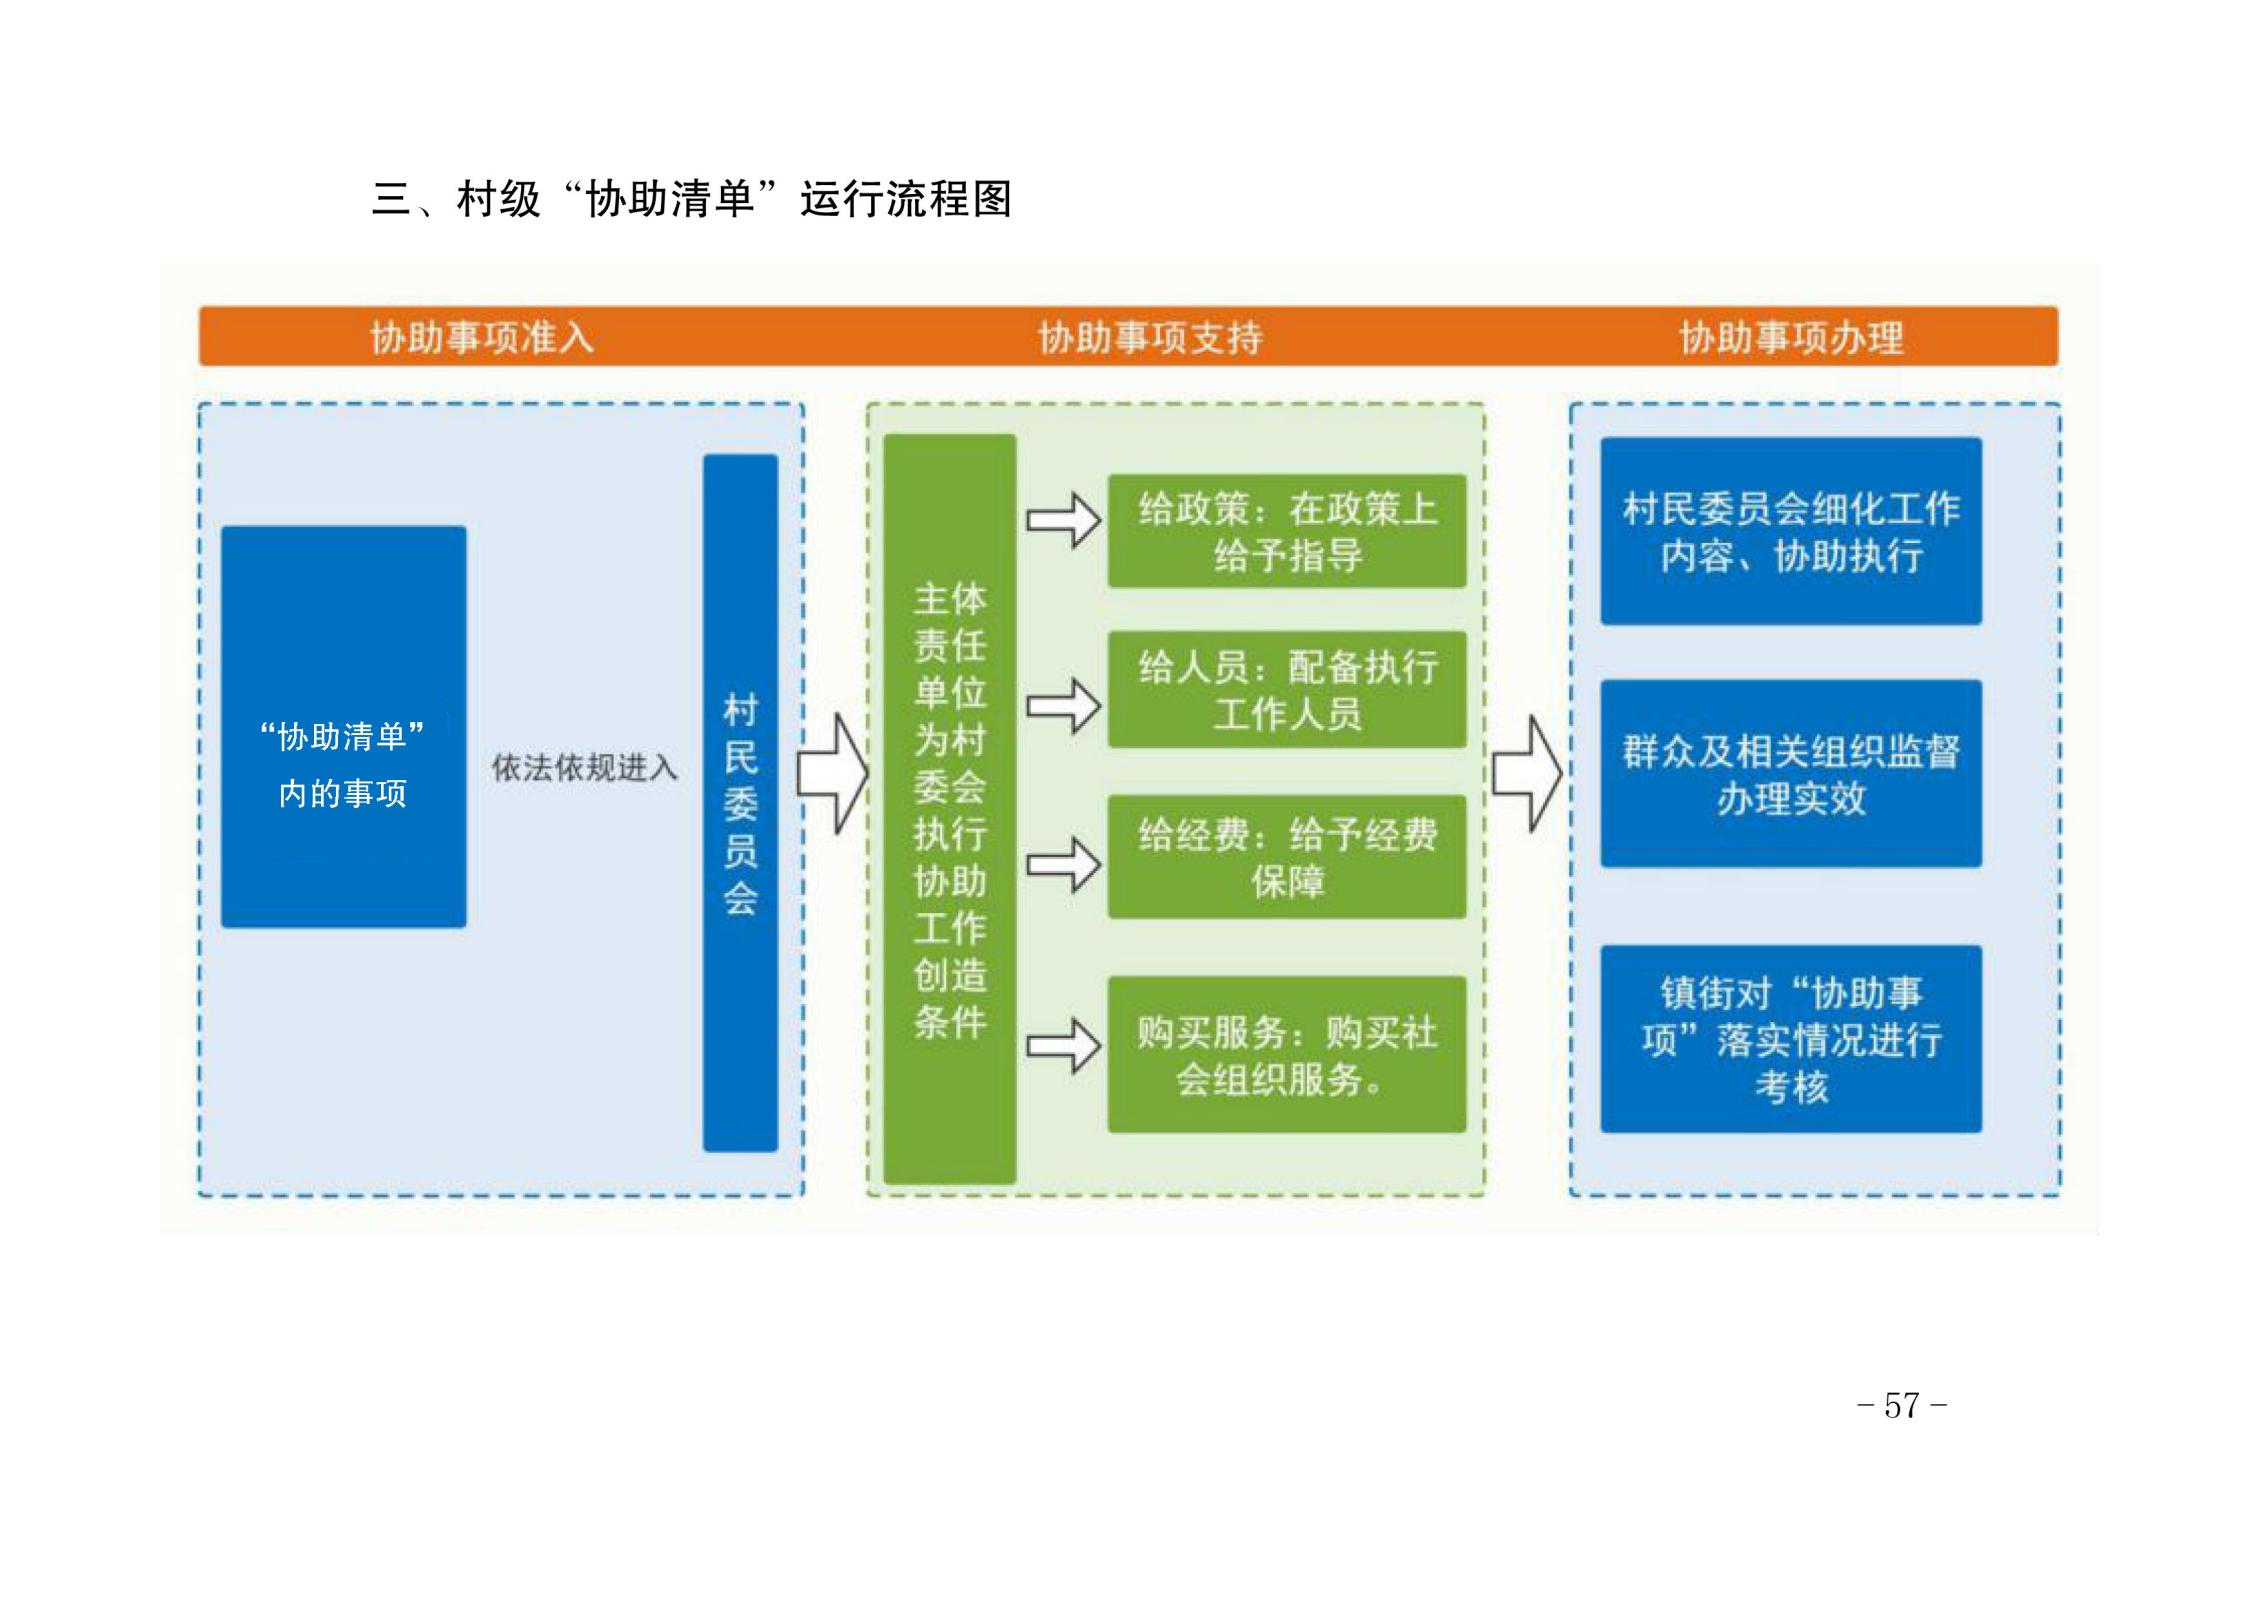 三、村级“协助清单”运行流程图
协助事项准入
协助事项支持
协助事项办理
“协助清单”
内的事项
依法依规进入
村
民
委
员
会
主体
责任
单位
为村
委会
执行
协助
工作
创造
条件
给政策：在政策上
给予指导
给人员：配备执行
工作人员
给经费：给予经费
保障
购买服务：购买社
会组织服务。
村民委员会细化工作
内容、协助执行
群众及相关组织监督
办理实效
镇街对“协助事
项”落实情况进行
考核
－57－